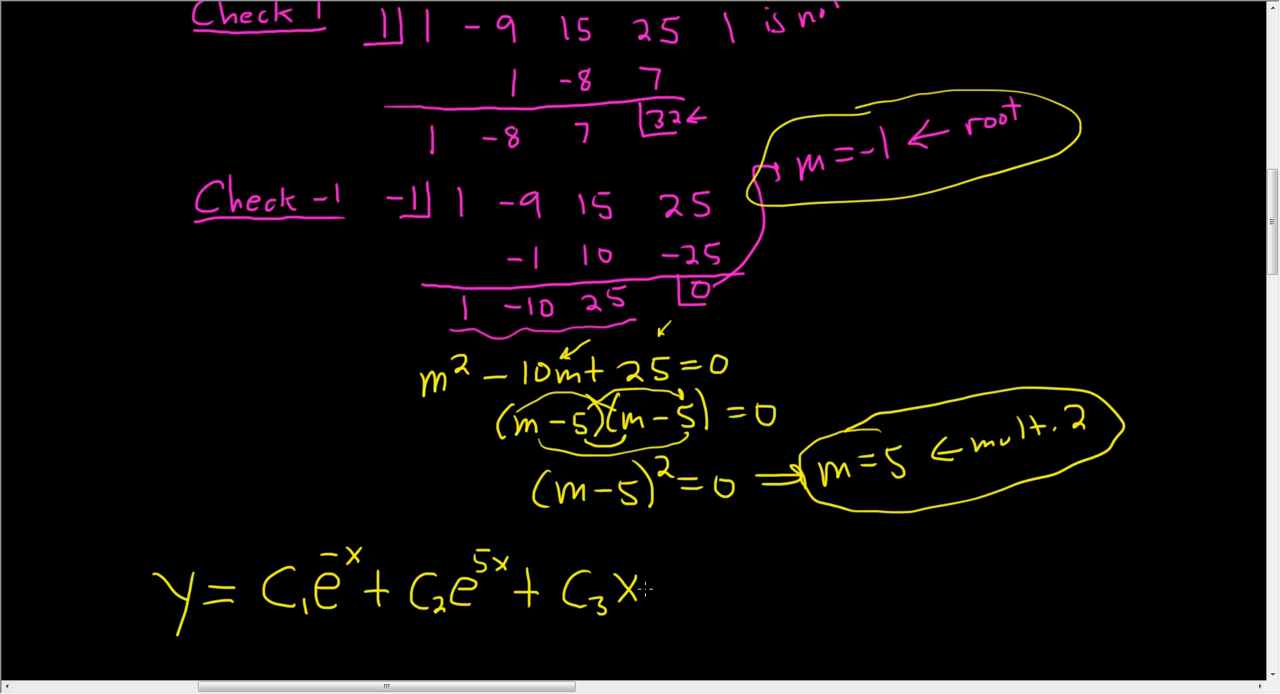 Check 1 1| 1 -9 15 25 1 is not
1 -8 7
1 -8 7 32 ←
m = -1 ← root
Check -1 -1| 1 -9 15 25
-1 10 -25
1 -10 25 0
m² - 10m + 25 = 0
(m - 5)(m - 5) = 0
(m - 5)² = 0 ⇒ m = 5 ← mult. 2
y = C₁e⁻ˣ + C₂e⁵ˣ + C₃x